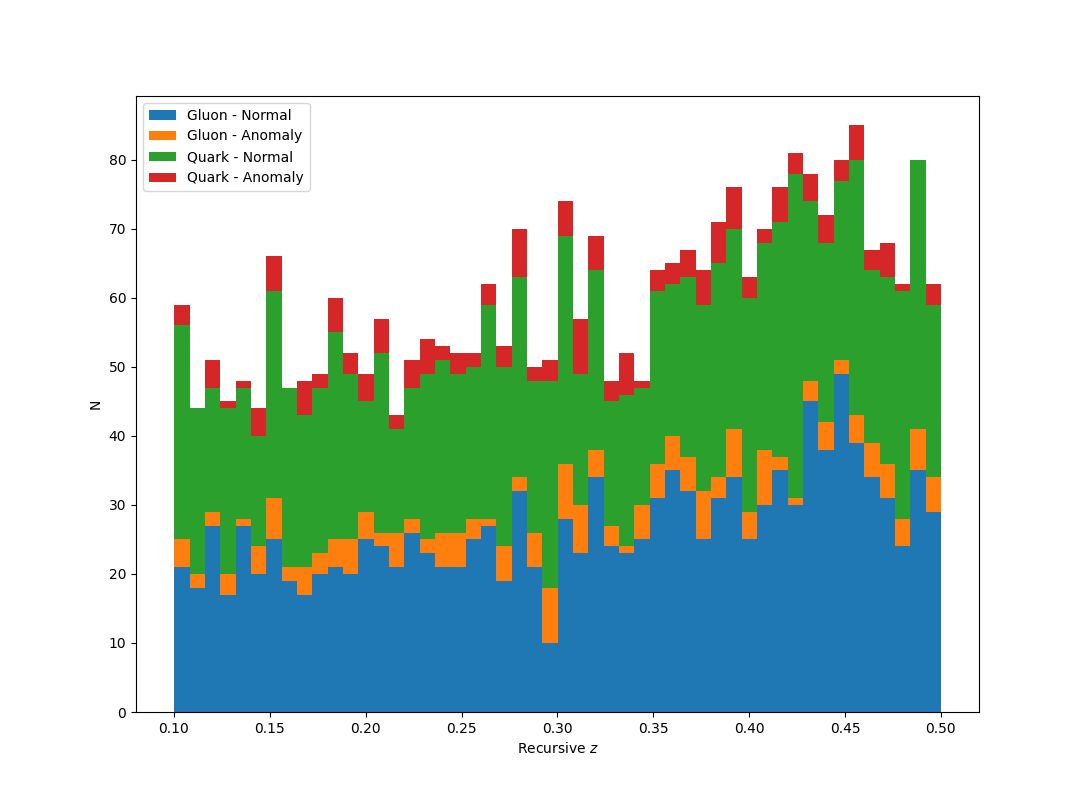 Gluon - Normal
Gluon - Anomaly
Quark - Normal
Quark - Anomaly
80
70
60
50
40
30
20
10
0
N
0.10 0.15 0.20 0.25 0.30 0.35 0.40 0.45 0.50
Recursive z